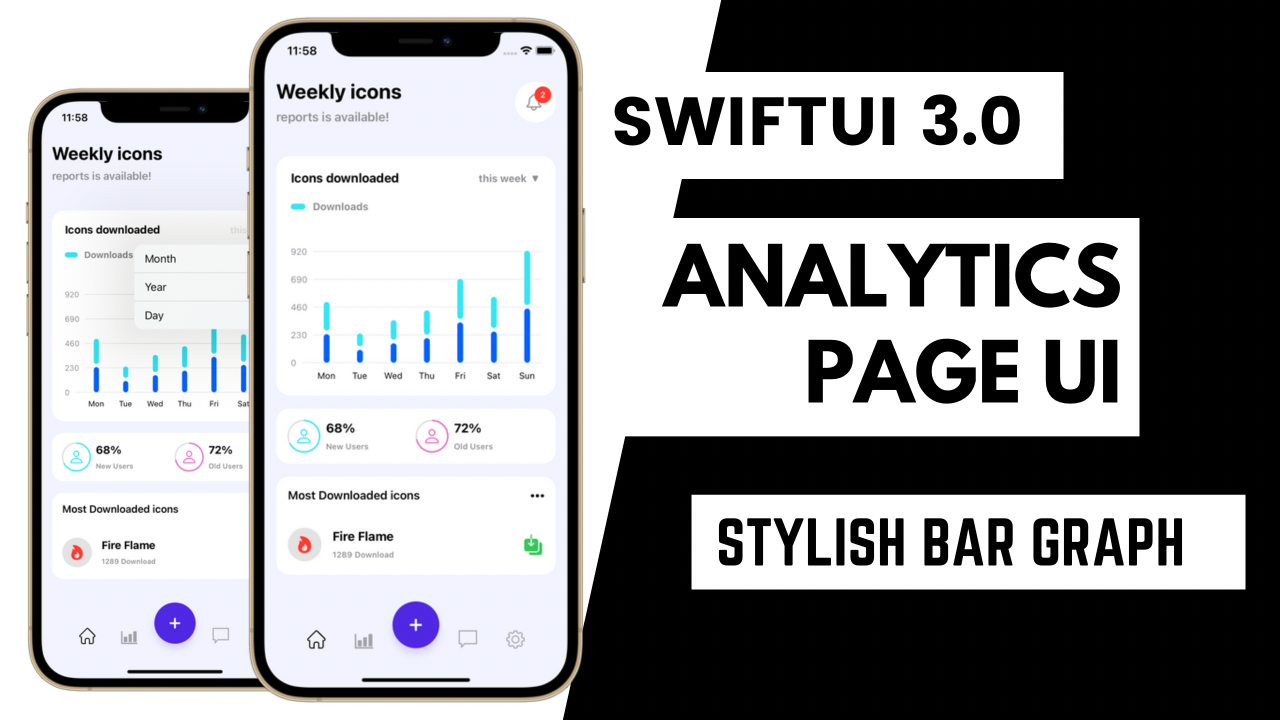 11:58
Weekly icons
reports is available!
Icons downloaded
this
Downloads
Month
Year
Day
920
690
460
230
0
Mon Tue Wed Thu Fri Sat
68%
New Users
72%
Old Users
Most Downloaded icons
Fire Flame
1289 Download
+
11:58
Weekly icons
2
reports is available!
Icons downloaded this week ▼
Downloads
920
690
460
230
0
Mon Tue Wed Thu Fri Sat Sun
68%
New Users
72%
Old Users
Most Downloaded icons •••
Fire Flame
1289 Download
+
SWIFTUI 3.0
ANALYTICS
PAGE UI
STYLISH BAR GRAPH